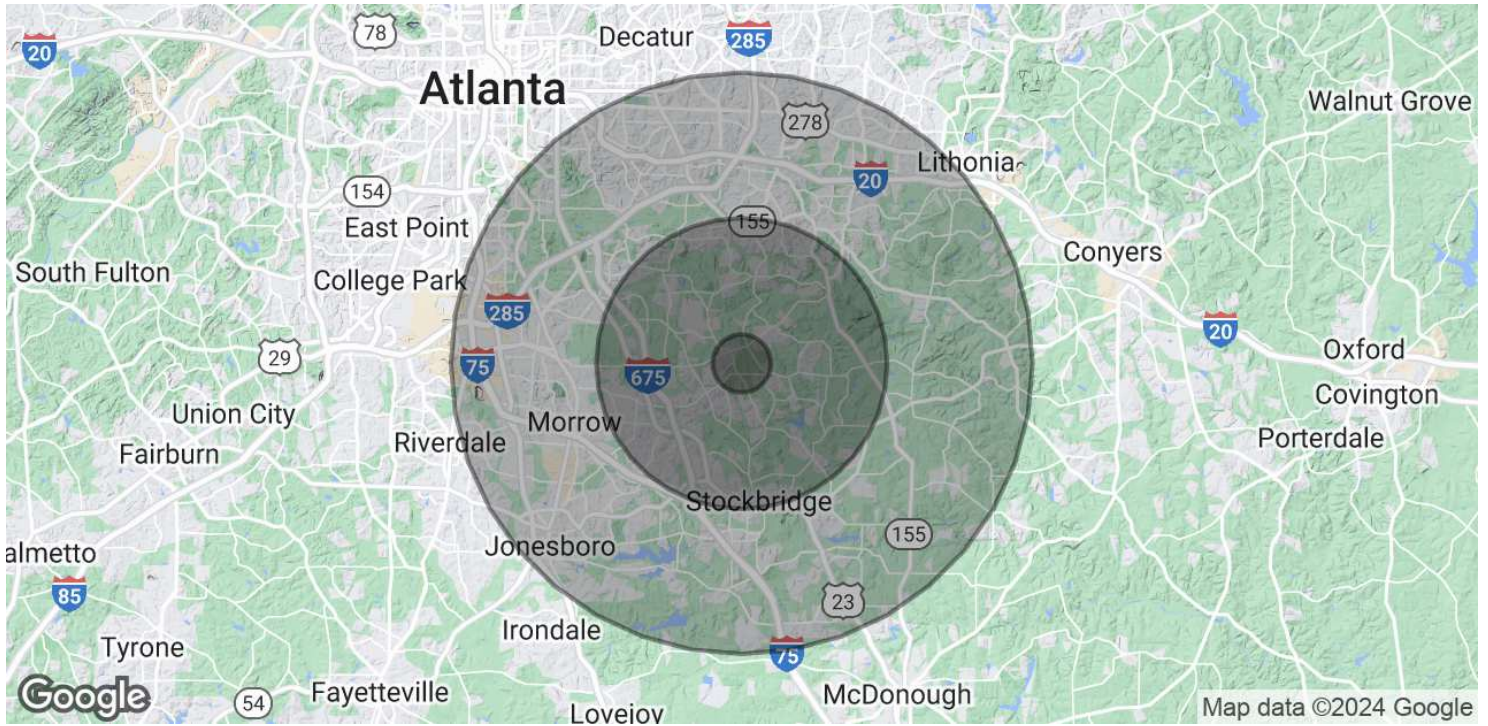 78
Decatur
285
20
Atlanta
Walnut Grove
278
Lithonia
20
154
155
East Point
Conyers
South Fulton
College Park
285
20
29
75
675
Oxford
Covington
Union City
Morrow
Riverdale
Porterdale
Fairburn
Stockbridge
155
Jonesboro
almetto
85
23
Irondale
Tyrone
75
Google
54
Fayetteville
McDonough
Lovejoy
Map data ©2024 Google